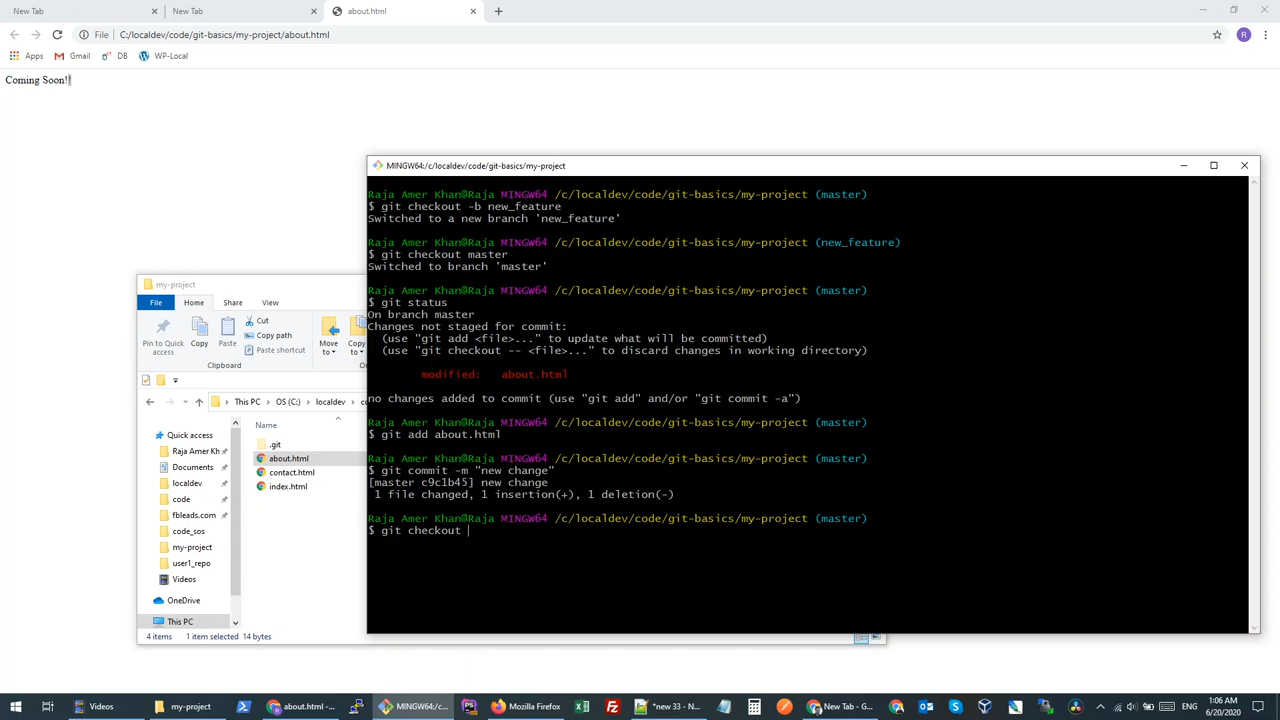 New Tab
New Tab
about.html
File
C:/localdev/code/git-basics/my-project/about.html
R
Apps
Gmail
DB
WP-Local
Coming Soon!!
MINGW64:/c/localdev/code/git-basics/my-project
Raja Amer Khan@Raja MINGW64 /c/localdev/code/git-basics/my-project (master)
$ git checkout -b new_feature
Switched to a new branch 'new_feature'
Raja Amer Khan@Raja MINGW64 /c/localdev/code/git-basics/my-project (new_feature)
$ git checkout master
Switched to branch 'master'
Raja Amer Khan@Raja MINGW64 /c/localdev/code/git-basics/my-project (master)
$ git status
On branch master
Changes not staged for commit:
(use "git add <file>..." to update what will be committed)
(use "git checkout -- <file>..." to discard changes in working directory)
modified: about.html
no changes added to commit (use "git add" and/or "git commit -a")
Raja Amer Khan@Raja MINGW64 /c/localdev/code/git-basics/my-project (master)
$ git add about.html
Raja Amer Khan@Raja MINGW64 /c/localdev/code/git-basics/my-project (master)
$ git commit -m "new change"
[master c9c1b45] new change
1 file changed, 1 insertion(+), 1 deletion(-)
Raja Amer Khan@Raja MINGW64 /c/localdev/code/git-basics/my-project (master)
$ git checkout
my-project
File
Home
Share
View
Pin to Quick
access
Copy
Paste
Cut
Copy path
Paste shortcut
Move
to
Copy
to
Clipboard
This PC
OS (C:)
localdev
Name
Quick access
Raja Amer Kh
Documents
localdev
code
fbleads.com
code_sos
my-project
user1_repo
Videos
OneDrive
This PC
.git
about.html
contact.html
index.html
4 items
1 item selected
14 bytes
Videos
my-project
about.html -...
MINGW64:/c...
Mozilla Firefox
*new 33 - N...
New Tab - G...
1:06 AM
6/20/2020